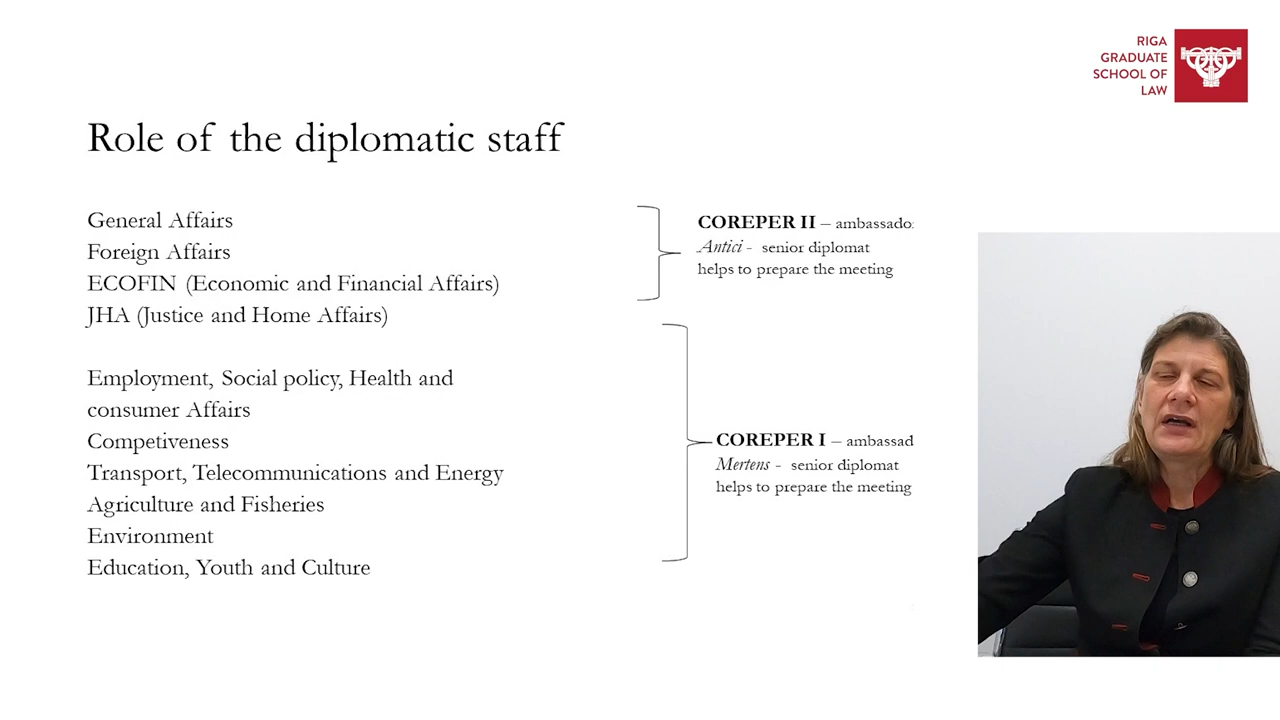 RIGA
GRADUATE
SCHOOL OF
LAW
Role of the diplomatic staff
General Affairs
Foreign Affairs
ECOFIN (Economic and Financial Affairs)
JHA (Justice and Home Affairs)
COREPER II –
Antici - senior diplomat
helps to prepare the meeting
Employment, Social policy, Health and
consumer Affairs
Competiveness
Transport, Telecommunications and Energy
Agriculture and Fisheries
Environment
Education, Youth and Culture
COREPER I –
Mertens - senior diplomat
helps to prepare the meeting